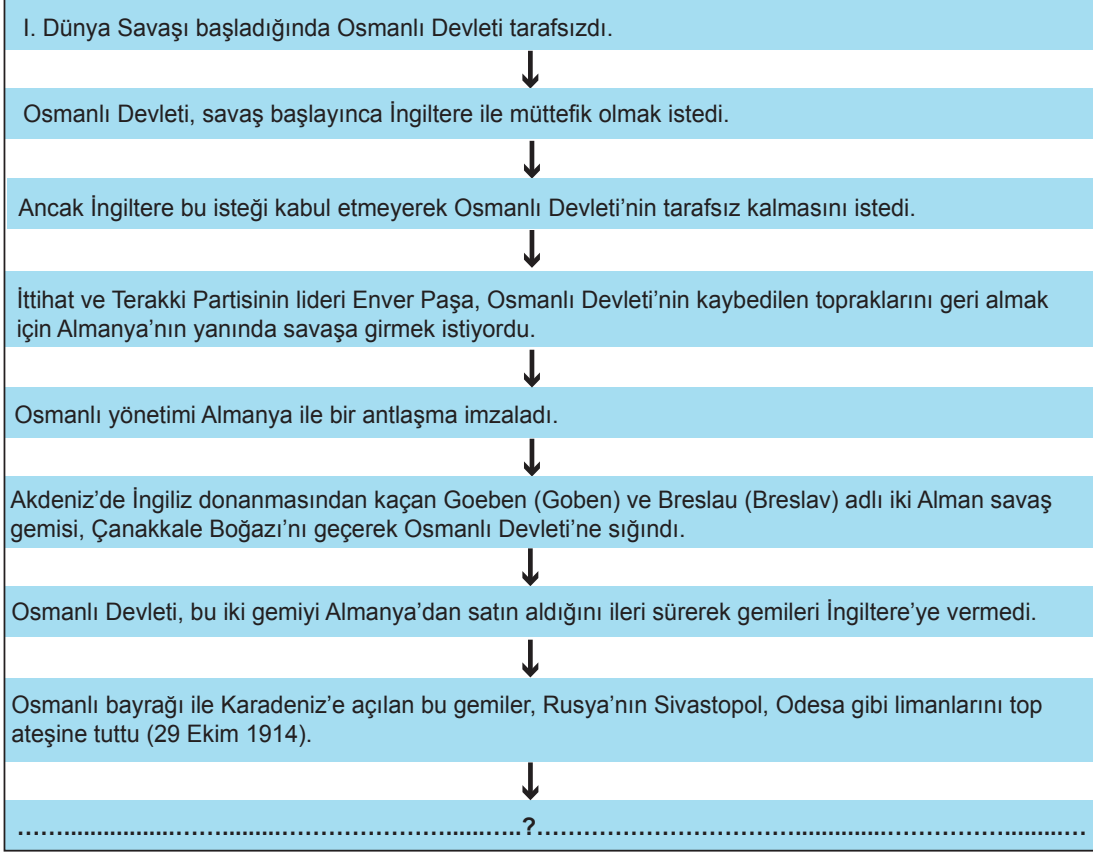 I. Dünya Savaşı başladığında Osmanlı Devleti tarafsızdı.
Osmanlı Devleti, savaş başlayınca İngiltere ile müttefik olmak istedi.
Ancak İngiltere bu isteği kabul etmeyerek Osmanlı Devleti’nin tarafsız kalmasını istedi.
İttihat ve Terakki Partisinin lideri Enver Paşa, Osmanlı Devleti’nin kaybedilen topraklarını geri almak
için Almanya’nın yanında savaşa girmek istiyordu.
Osmanlı yönetimi Almanya ile bir antlaşma imzaladı.
Akdeniz’de İngiliz donanmasından kaçan Goeben (Goben) ve Breslau (Breslav) adlı iki Alman savaş
gemisi, Çanakkale Boğazı’nı geçerek Osmanlı Devleti’ne sığındı.
Osmanlı Devleti, bu iki gemiyi Almanya’dan satın aldığını ileri sürerek gemileri İngiltere’ye vermedi.
Osmanlı bayrağı ile Karadeniz’e açılan bu gemiler, Rusya’nın Sivastopol, Odesa gibi limanlarını top
ateşine tuttu (29 Ekim 1914).
……..................…….........……………………......…..?…………………………..............………………..........…